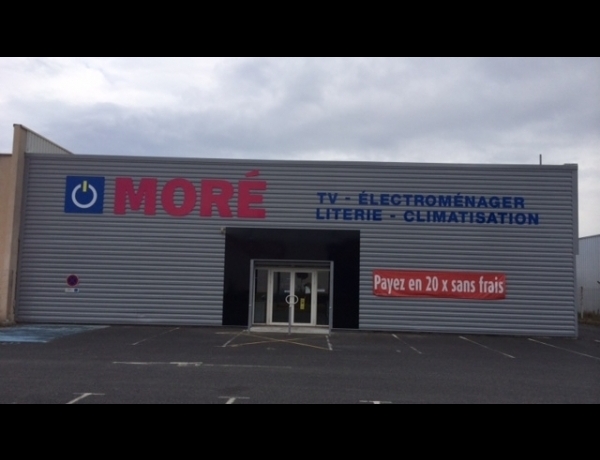 MORÉ
TV - ÉLECTROMÉNAGER
LITERIE - CLIMATISATION
Payez en 20 x sans frais